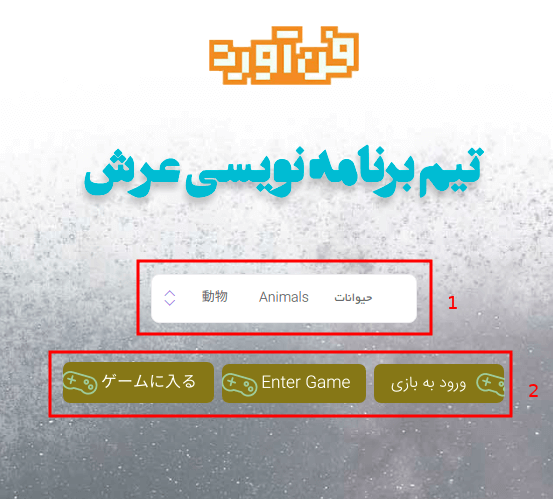 فن آورد
تیم برنامه نویسی عرش
動物 Animals حیوانات
1
ゲームに入る Enter Game ورود به بازی
2